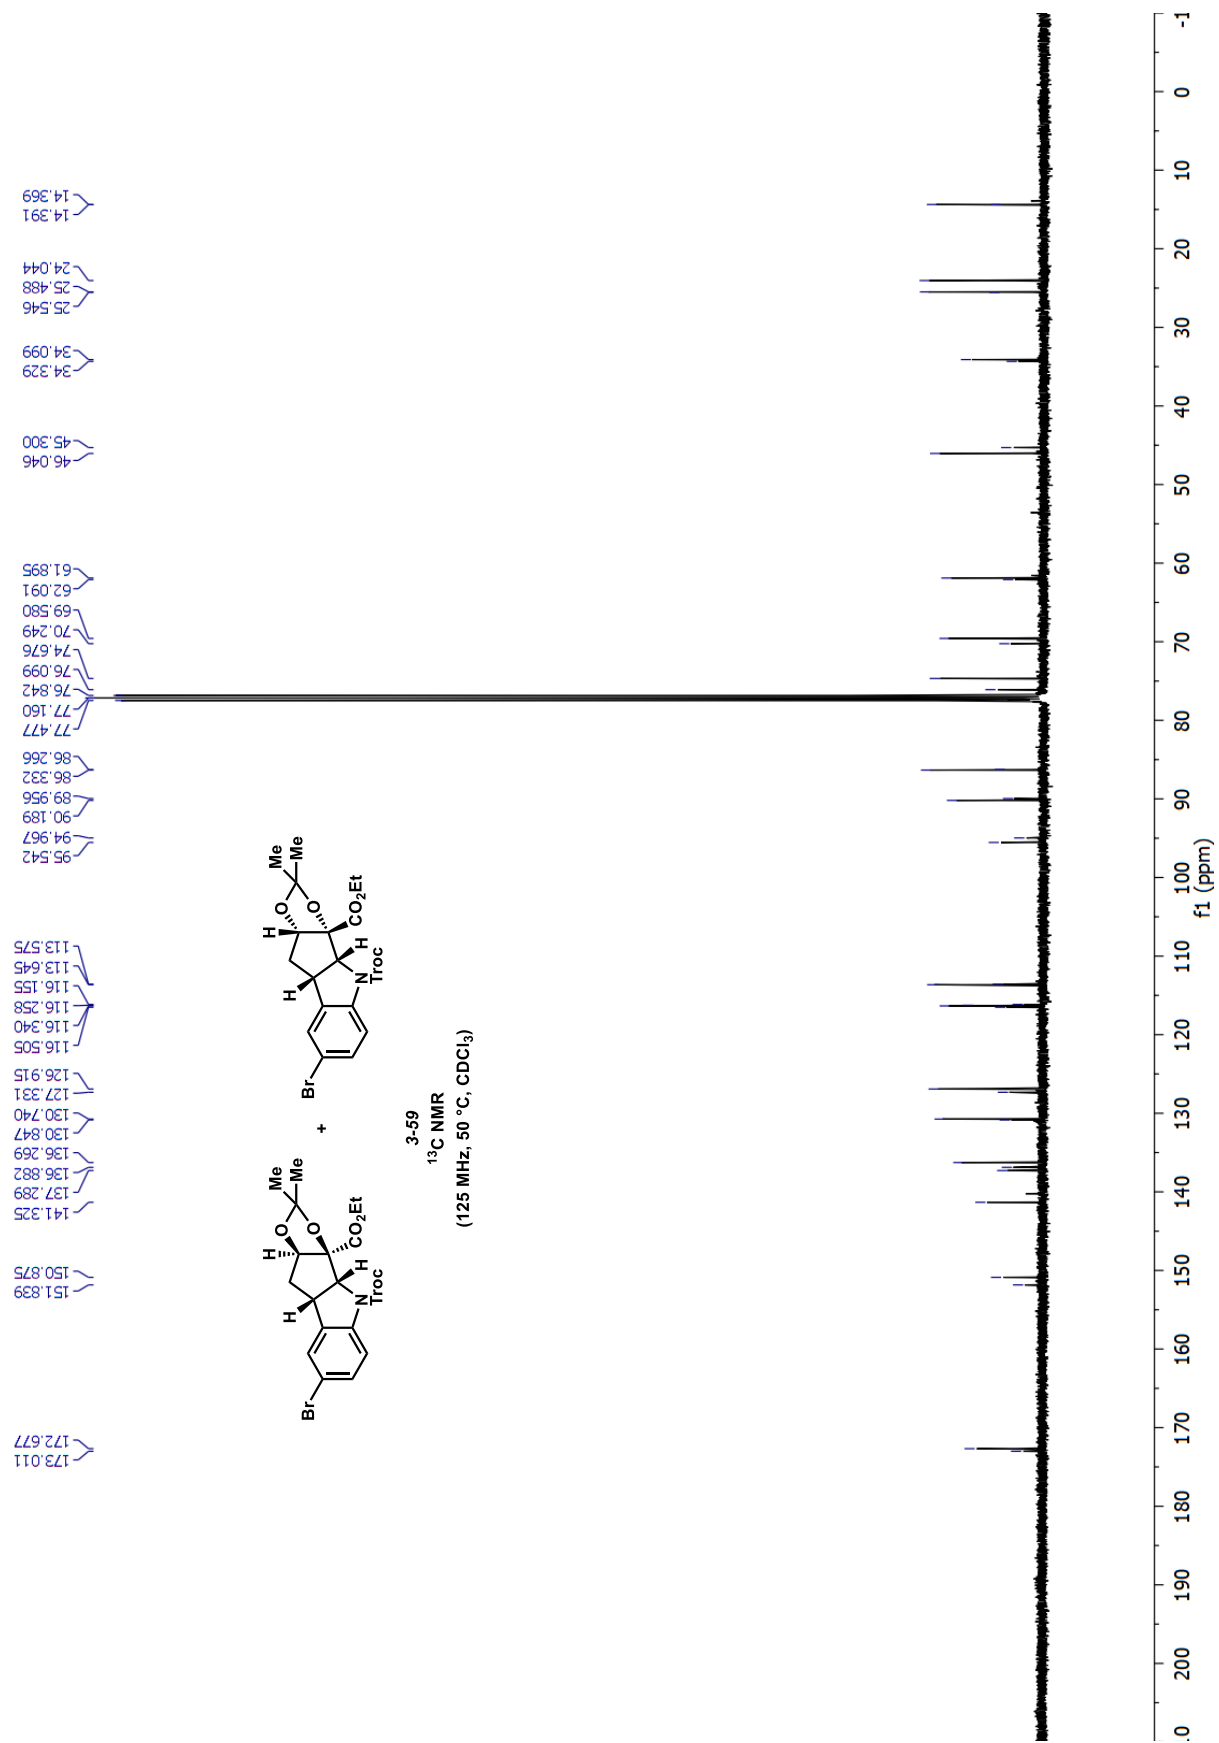 173.011
172.677
151.839
150.875
141.325
137.289
136.882
136.269
130.847
130.740
127.331
126.915
116.505
116.340
116.258
116.155
113.645
113.575
95.542
94.967
90.189
89.956
86.332
86.266
77.477
77.160
76.842
76.099
74.676
70.249
69.580
62.091
61.895
46.046
45.300
34.329
34.099
25.546
25.488
24.044
14.391
14.369
Br
H
H
O
O
Me
Me
CO2Et
H
N
Troc
+
Br
H
H
O
O
Me
Me
CO2Et
H
N
Troc
3-59
13C NMR
(125 MHz, 50 °C, CDCl3)
.0 200 190 180 170 160 150 140 130 120 110 100 90 80 70 60 50 40 30 20 10 0 -1
f1 (ppm)